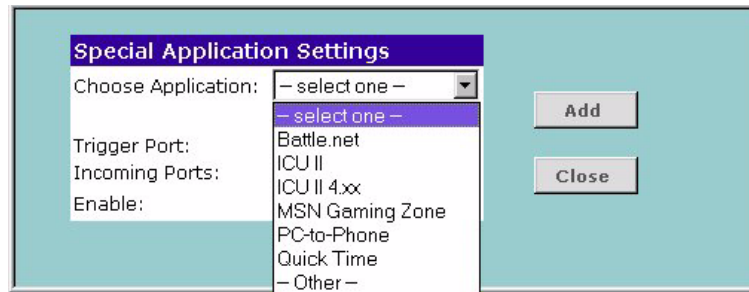 Special Application Settings
Choose Application: – select one –
– select one –
Battle.net
ICU II
ICU II 4.xx
MSN Gaming Zone
PC-to-Phone
Quick Time
– Other –
Trigger Port:
Incoming Ports:
Enable:
Add
Close